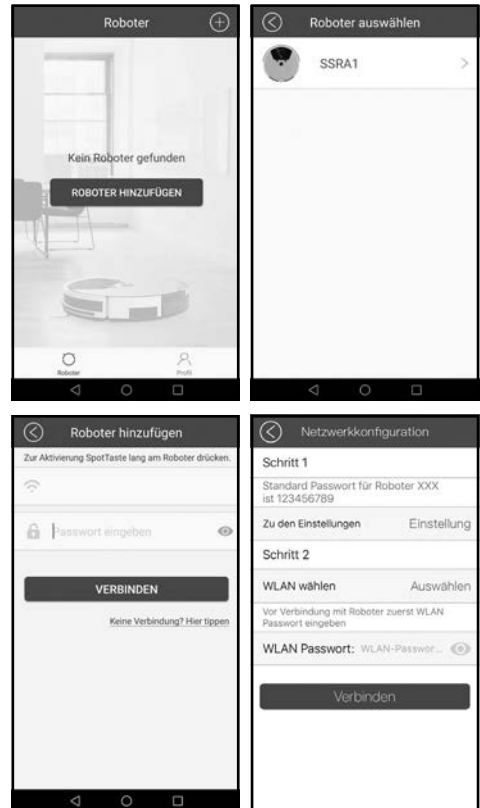 Roboter
Kein Roboter gefunden
ROBOTER HINZUFÜGEN
Roboter
Profil
Roboter auswählen
SSRA1
Roboter hinzufügen
Zur Aktivierung SpotTaste lang am Roboter drücken.
Passwort eingeben
VERBINDEN
Keine Verbindung? Hier tippen
Netzwerkkonfiguration
Schritt 1
Standard Passwort für Roboter XXX
ist 123456789
Zu den Einstellungen Einstellung
Schritt 2
WLAN wählen Auswählen
Vor Verbindung mit Roboter zuerst WLAN
Passwort eingeben
WLAN Passwort: WLAN-Passwor...
Verbinden